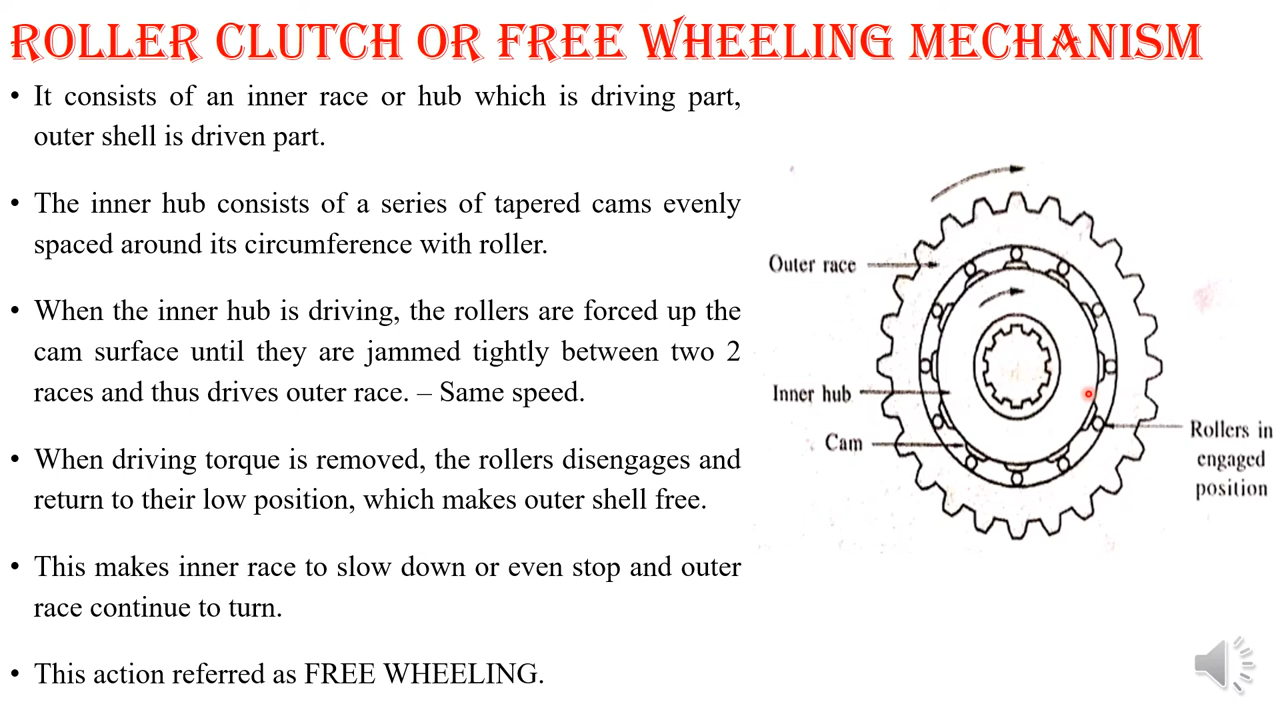 ROLLER CLUTCH OR FREE WHEELING MECHANISM
• It consists of an inner race or hub which is driving part,
outer shell is driven part.
• The inner hub consists of a series of tapered cams evenly
spaced around its circumference with roller.
• When the inner hub is driving, the rollers are forced up the
cam surface until they are jammed tightly between two 2
races and thus drives outer race. – Same speed.
• When driving torque is removed, the rollers disengages and
return to their low position, which makes outer shell free.
• This makes inner race to slow down or even stop and outer
race continue to turn.
• This action referred as FREE WHEELING.
Outer race
Inner hub
Cam
Rollers in
engaged
position